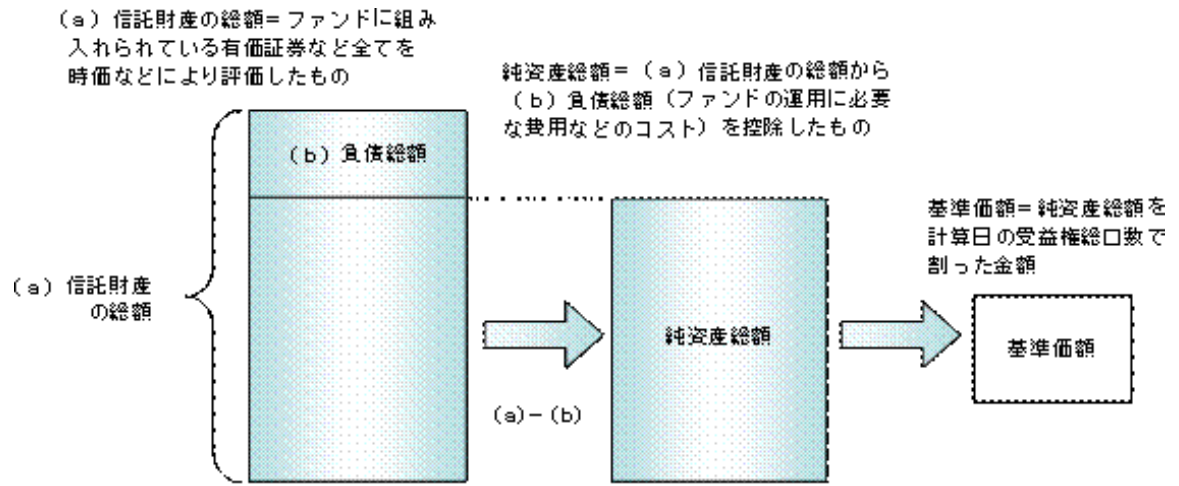 (a)信託財産の総額=ファンドに組み
入れられている有価証券など全てを
時価などにより評価したもの
純資産総額=(a)信託財産の総額から
(b)負債総額(ファンドの運用に必要
な費用などのコスト)を控除したもの
(b)負債総額
基準価額=純資産総額を
計算日の受益権総口数で
割った金額
(a)信託財産
の総額
純資産総額
基準価額
(a)-(b)